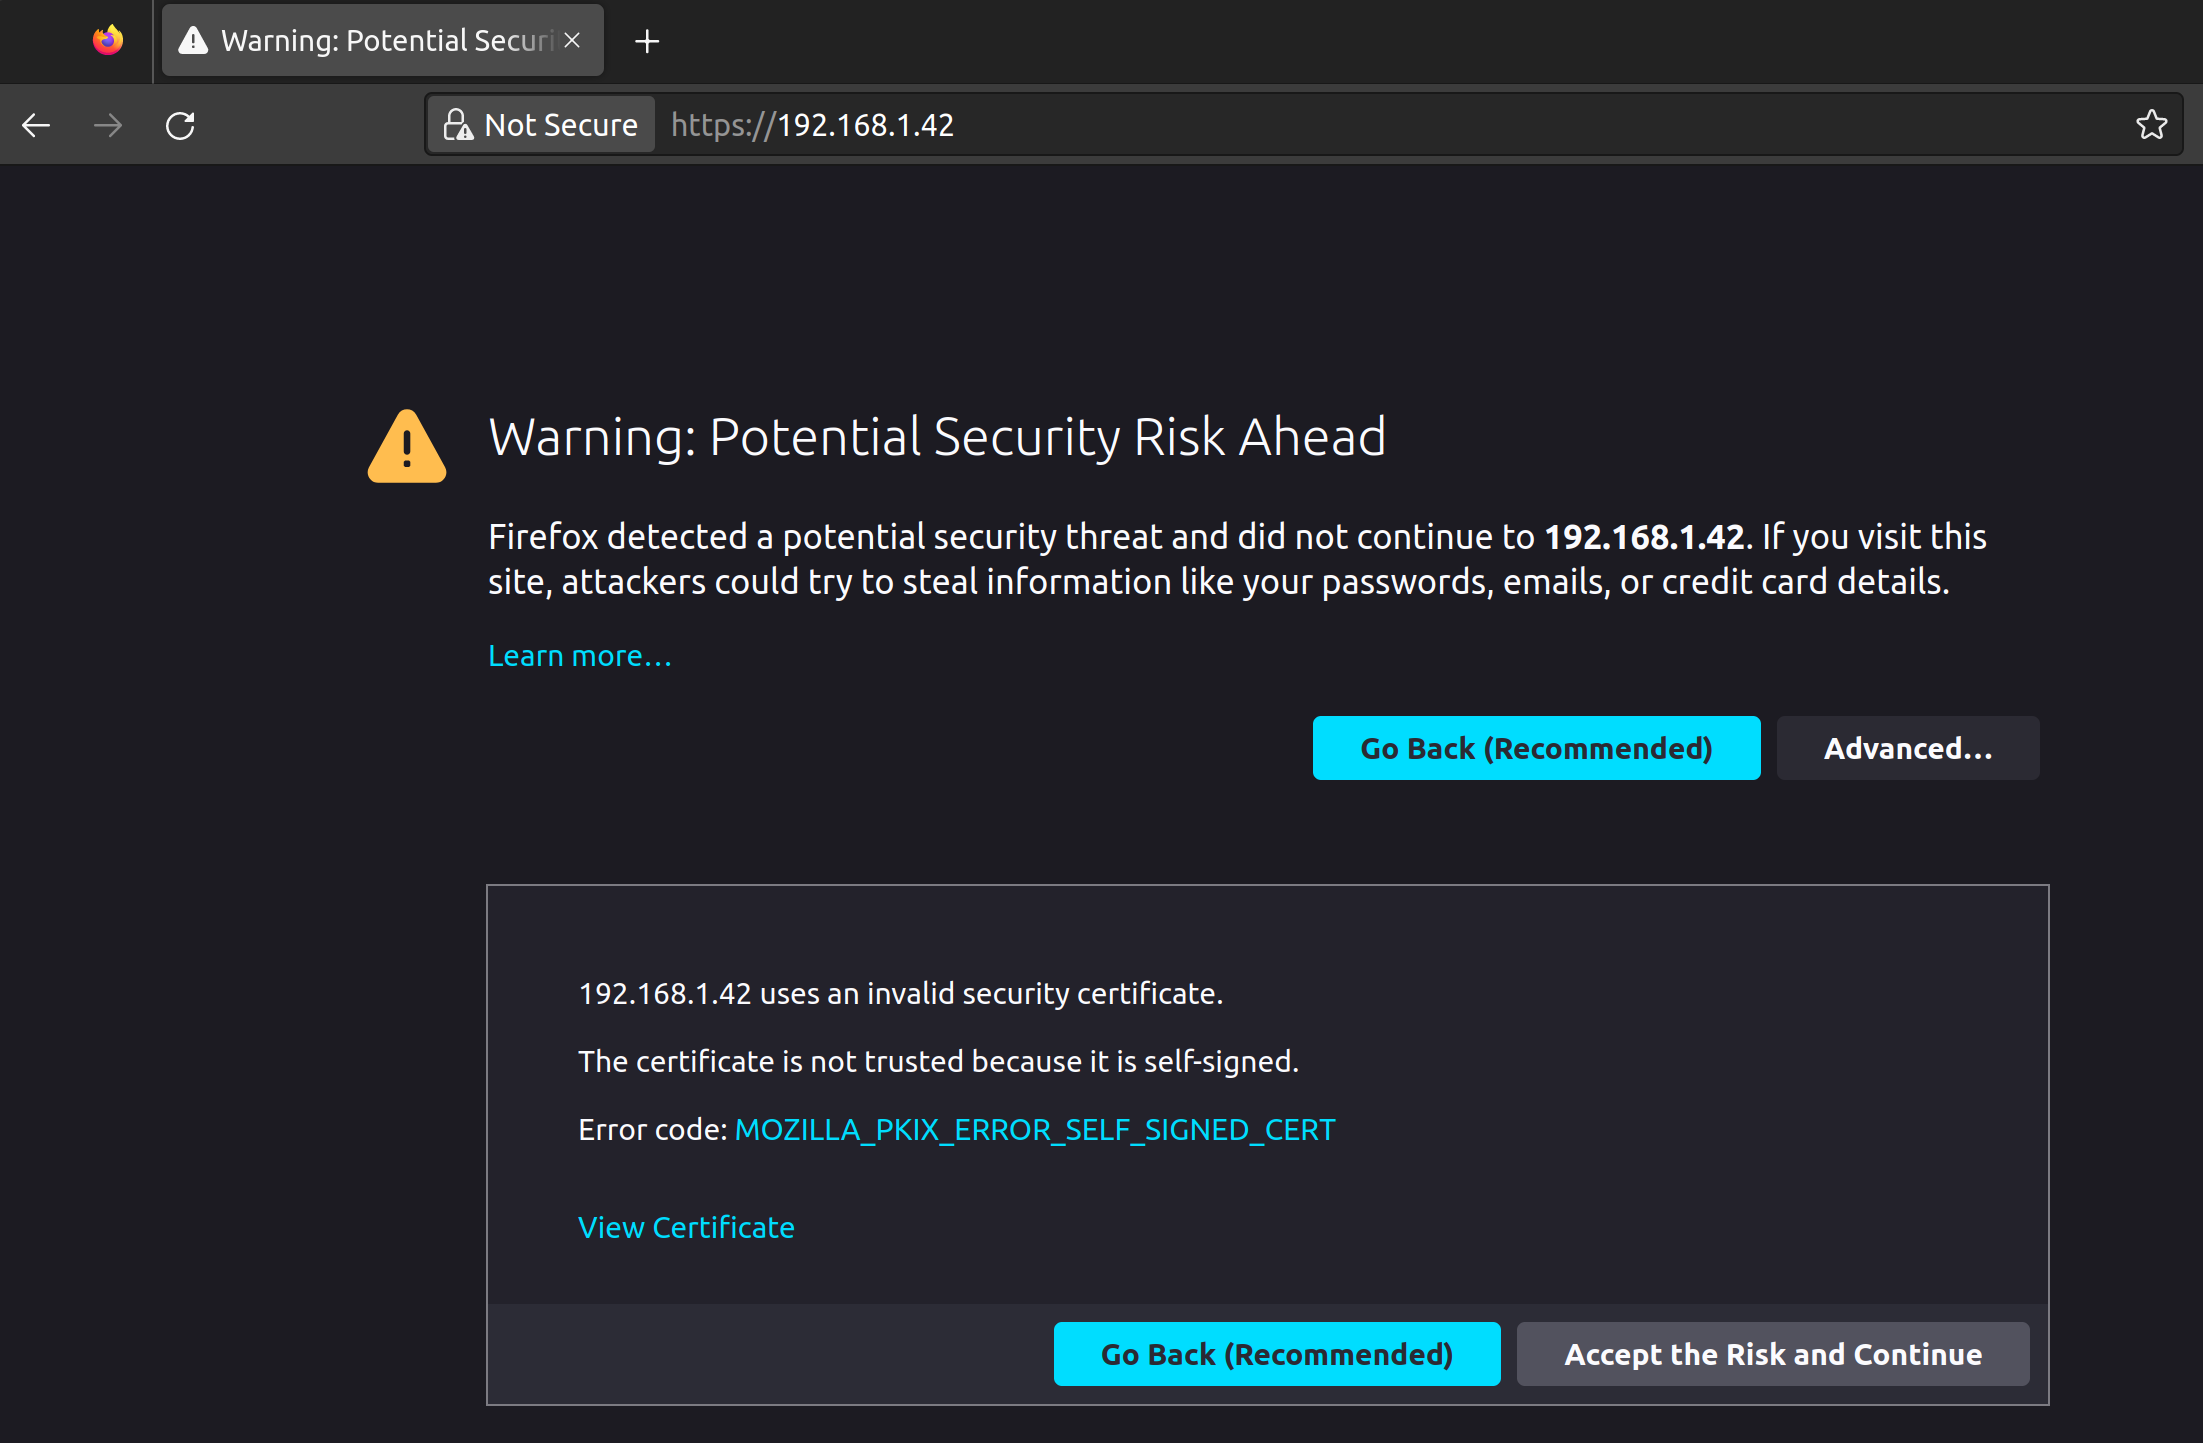 Warning: Potential Securi
Not Secure
https://192.168.1.42
Warning: Potential Security Risk Ahead
Firefox detected a potential security threat and did not continue to 192.168.1.42. If you visit this
site, attackers could try to steal information like your passwords, emails, or credit card details.
Learn more…
Go Back (Recommended)
Advanced…
192.168.1.42 uses an invalid security certificate.
The certificate is not trusted because it is self-signed.
Error code: MOZILLA_PKIX_ERROR_SELF_SIGNED_CERT
View Certificate
Go Back (Recommended)
Accept the Risk and Continue